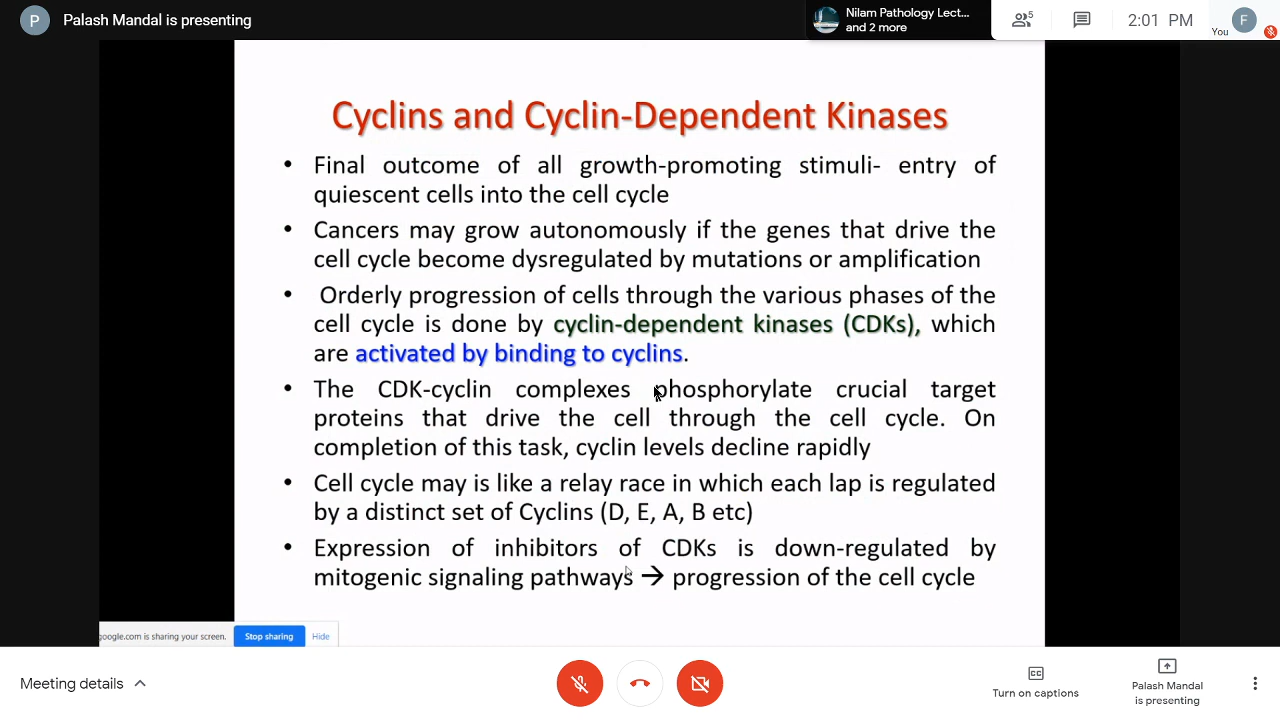 P Palash Mandal is presenting
Nilam Pathology Lect...
and 2 more
5
2:01 PM
You
F
Cyclins and Cyclin-Dependent Kinases
• Final outcome of all growth-promoting stimuli- entry of
quiescent cells into the cell cycle
• Cancers may grow autonomously if the genes that drive the
cell cycle become dysregulated by mutations or amplification
• Orderly progression of cells through the various phases of the
cell cycle is done by cyclin-dependent kinases (CDKs), which
are activated by binding to cyclins.
• The CDK-cyclin complexes phosphorylate crucial target
proteins that drive the cell through the cell cycle. On
completion of this task, cyclin levels decline rapidly
• Cell cycle may is like a relay race in which each lap is regulated
by a distinct set of Cyclins (D, E, A, B etc)
• Expression of inhibitors of CDKs is down-regulated by
mitogenic signaling pathways → progression of the cell cycle
google.com is sharing your screen. Stop sharing Hide
Meeting details
CC
Turn on captions
Palash Mandal
is presenting